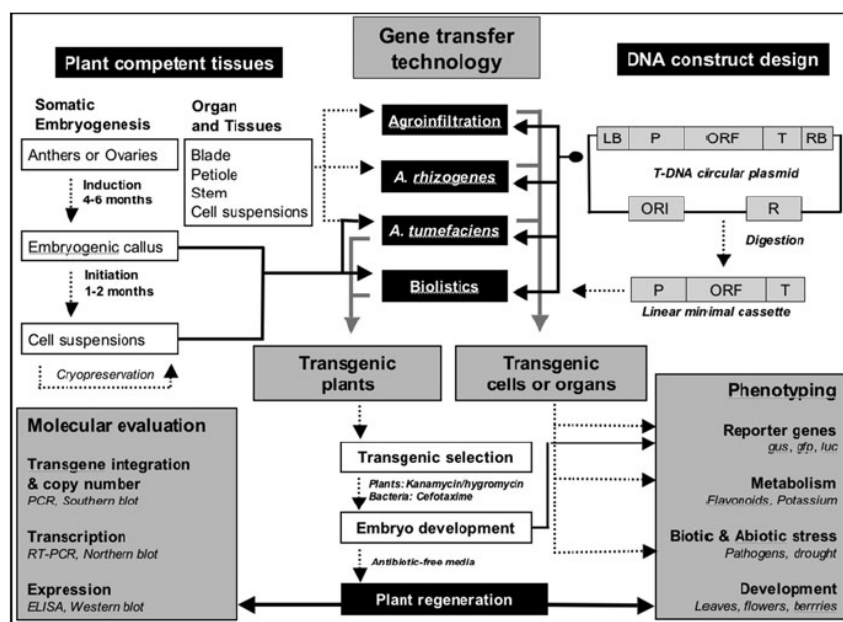 Gene transfer
technology
Plant competent tissues
DNA construct design
Somatic
Embryogenesis
Anthers or Ovaries
Induction
4-6 months
Embryogenic callus
Initiation
1-2 months
Cell suspensions
Cryopreservation
Organ
and Tissues
Blade
Petiole
Stem
Cell suspensions
Agroinfiltration
A. rhizogenes
A. tumefaciens
Biolistics
LB P ORF T RB
T-DNA circular plasmid
ORI R
Digestion
P ORF T
Linear minimal cassette
Transgenic
plants
Transgenic
cells or organs
Molecular evaluation
Transgene integration
& copy number
PCR, Southern blot
Transcription
RT-PCR, Northern blot
Expression
ELISA, Western blot
Transgenic selection
Plants: Kanamycin/hygromycin
Bacteria: Cefotaxime
Embryo development
Antibiotic-free media
Plant regeneration
Phenotyping
Reporter genes
gus, gfp, luc
Metabolism
Flavonoids, Potassium
Biotic & Abiotic stress
Pathogens, drought
Development
Leaves, flowers, berrries